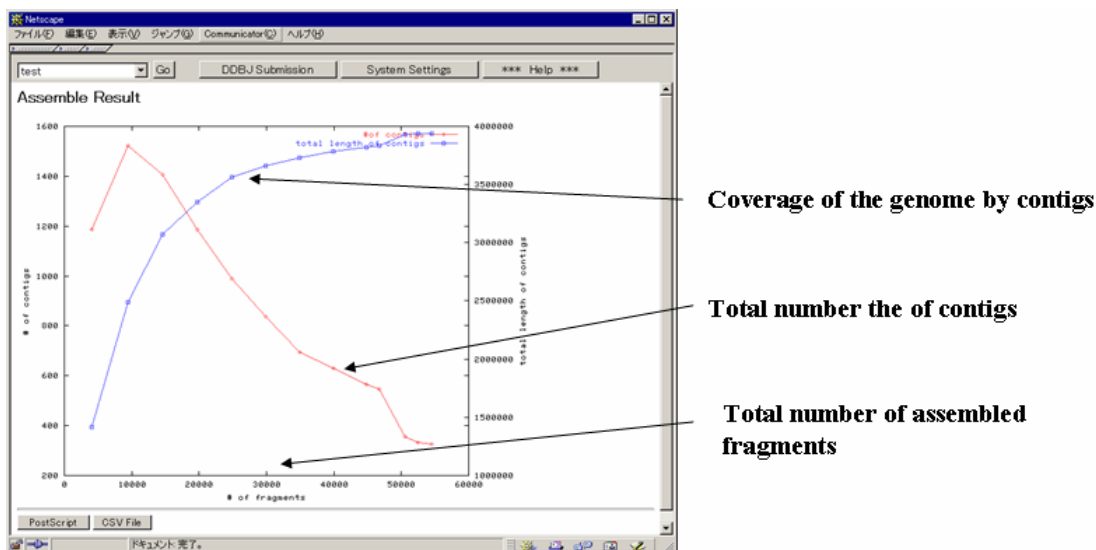 Netscape
ファイル(F) 編集(E) 表示(V) ジャンプ(G) Communicator(C) ヘルプ(H)
test Go DDBJ Submission System Settings *** Help ***
Assemble Result
1600 4000000
#of contigs
total length of contigs
1400 3500000
Coverage of the genome by contigs
1200 3000000
1000 2500000
# of contigs
total length of contigs
Total number the of contigs
800 2000000
600
400 1500000
Total number of assembled
fragments
200 1000000
0 10000 20000 30000 40000 50000 60000
# of fragments
PostScript CSV File
ドキュメント完了。